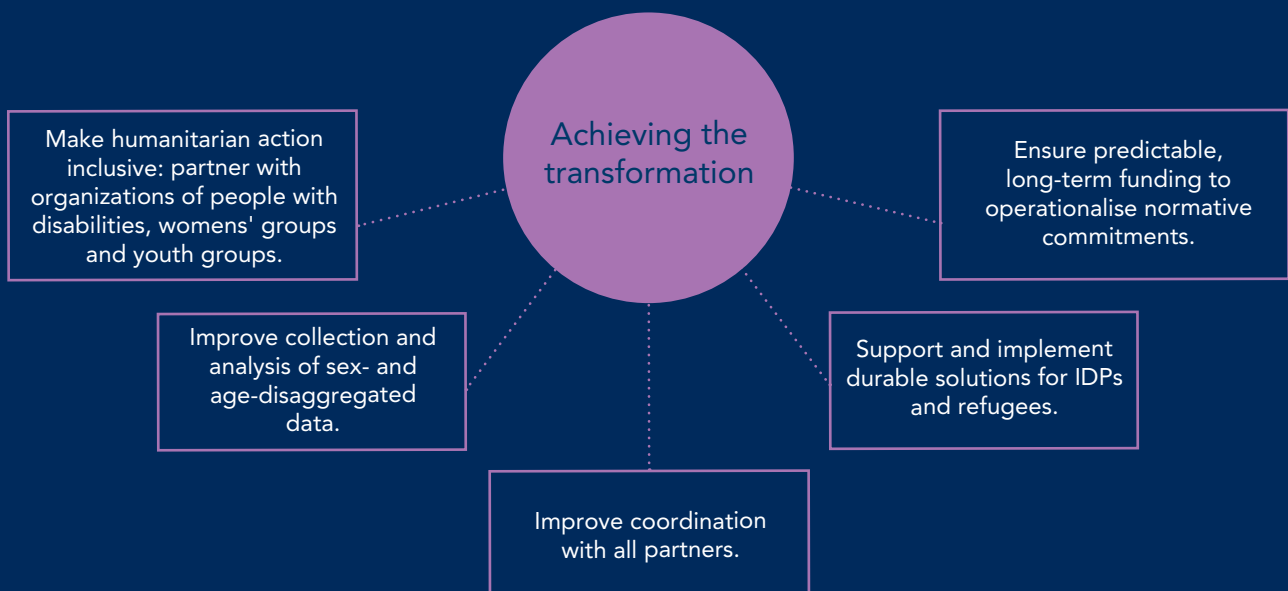 Achieving the
transformation
Make humanitarian action
inclusive: partner with
organizations of people with
disabilities, womens' groups
and youth groups.
Ensure predictable,
long-term funding to
operationalise normative
commitments.
Improve collection and
analysis of sex- and
age-disaggregated
data.
Support and implement
durable solutions for IDPs
and refugees.
Improve coordination
with all partners.